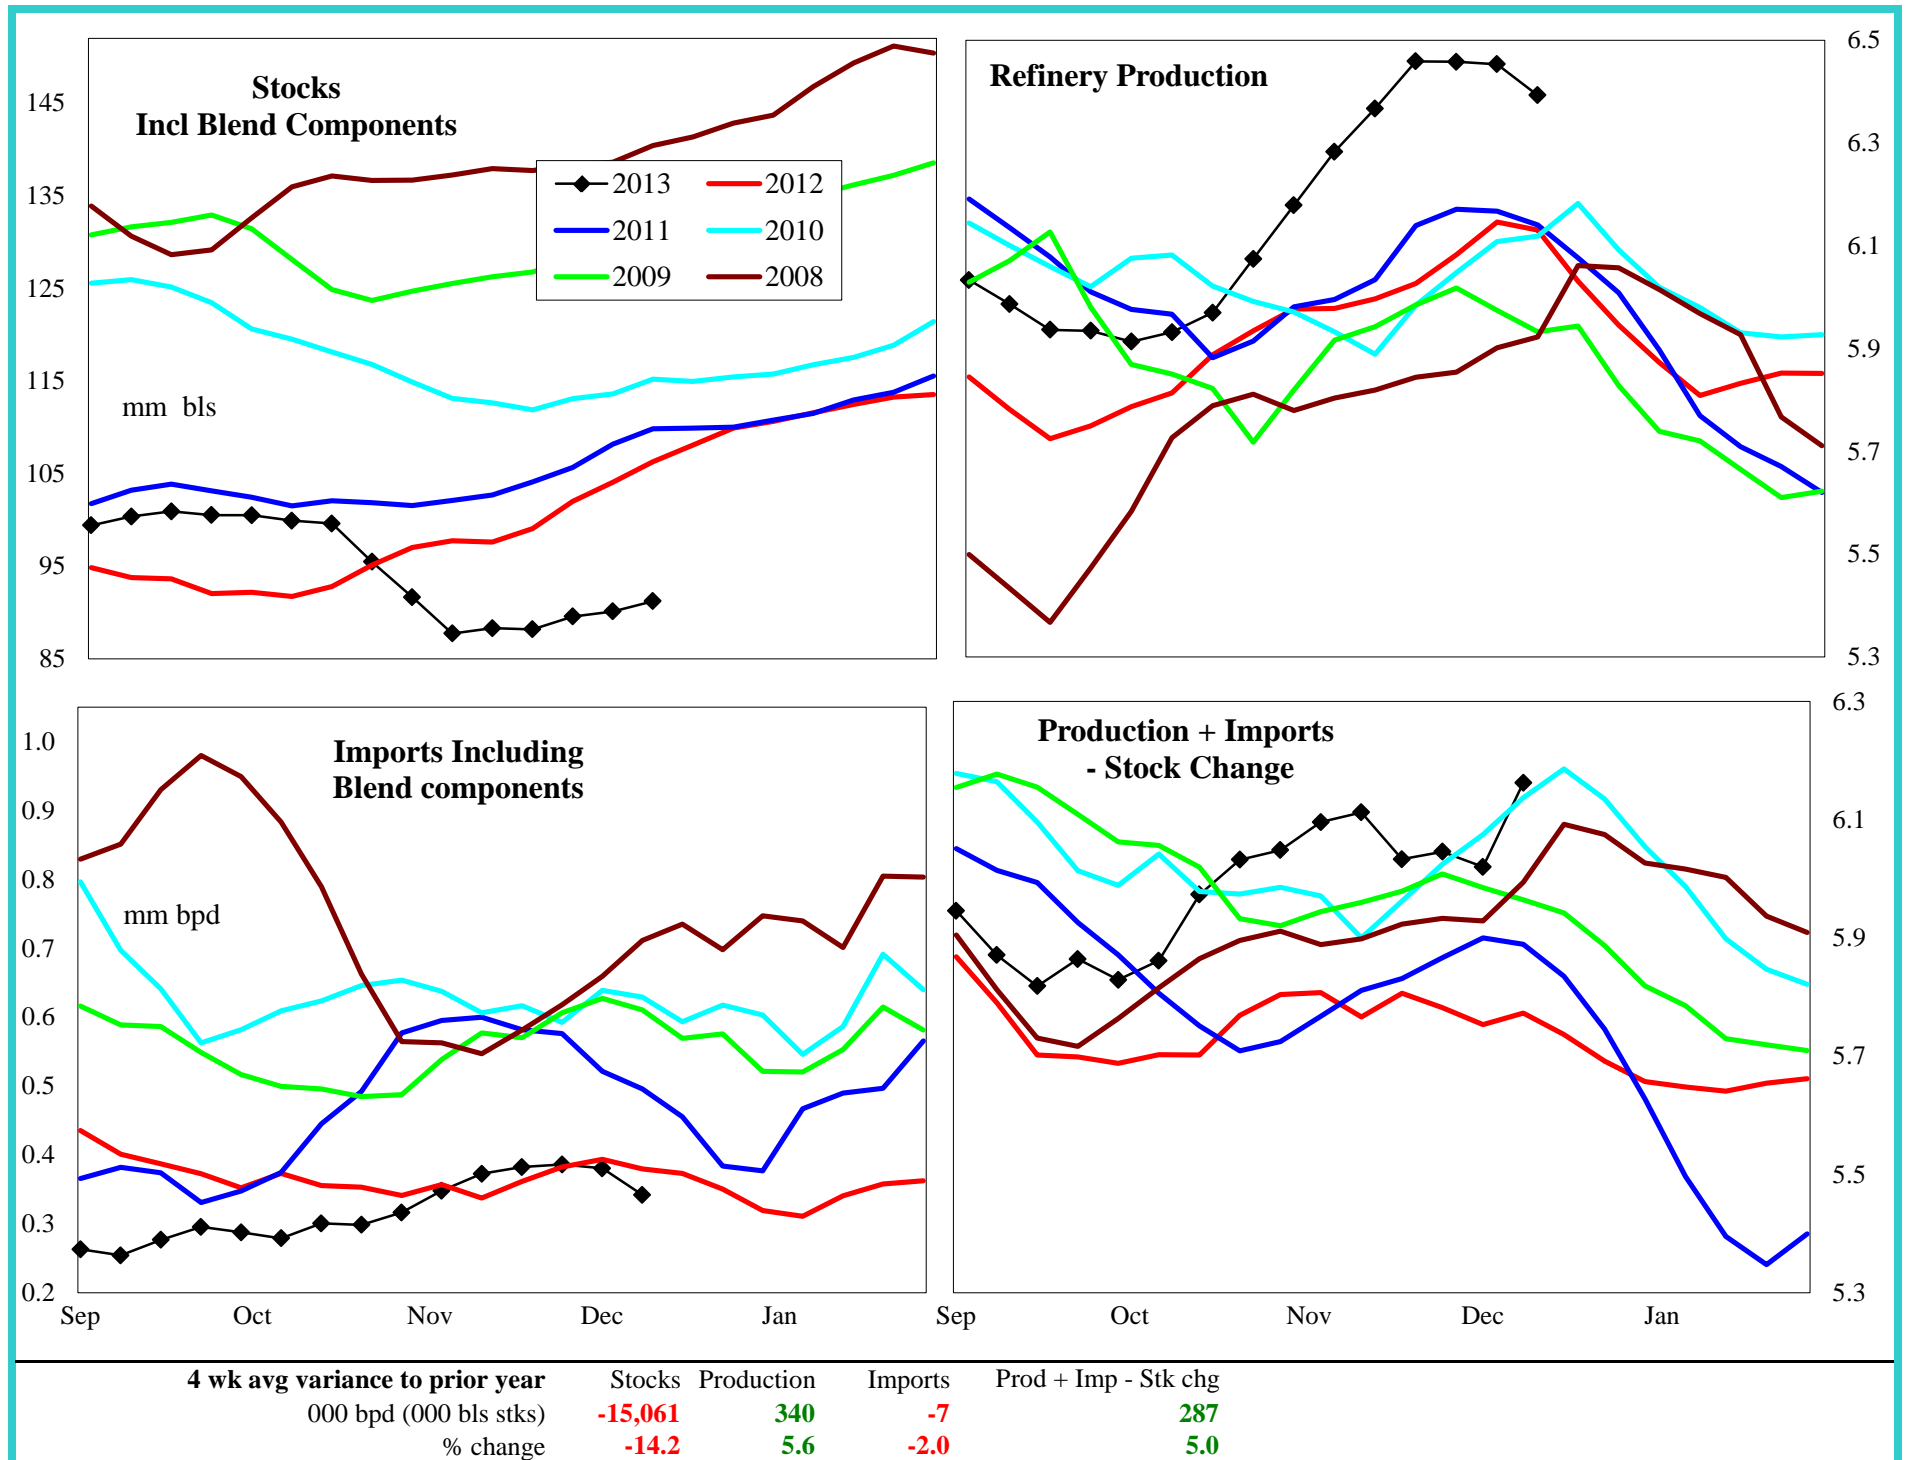 Stocks
Incl Blend Components
145
135
125
115
105
95
85
mm bls
2013 2012
2011 2010
2009 2008
Refinery Production
6.5
6.3
6.1
5.9
5.7
5.5
5.3
Imports Including
Blend components
1.0
0.9
0.8
0.7
0.6
0.5
0.4
0.3
0.2
mm bpd
Sep Oct Nov Dec Jan
Production + Imports
- Stock Change
6.3
6.1
5.9
5.7
5.5
5.3
Sep Oct Nov Dec Jan
4 wk avg variance to prior year Stocks Production Imports Prod + Imp - Stk chg
000 bpd (000 bls stks) -15,061 340 -7 287
% change -14.2 5.6 -2.0 5.0